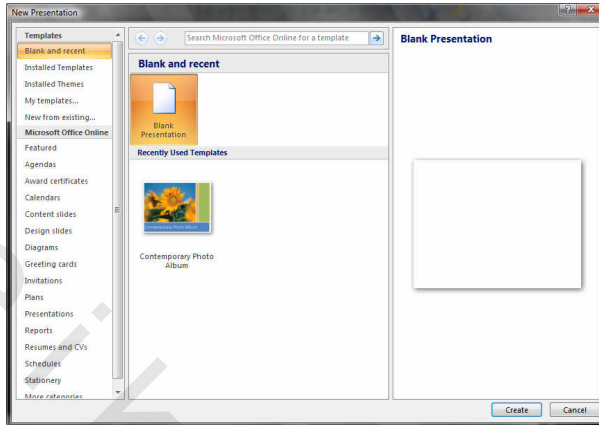 New Presentation
Templates
Blank and recent
Installed Templates
Installed Themes
My templates...
New from existing...
Microsoft Office Online
Featured
Agendas
Award certificates
Calendars
Content slides
Design slides
Diagrams
Greeting cards
Invitations
Plans
Presentations
Reports
Resumes and CVs
Schedules
Stationery
More categories
Search Microsoft Office Online for a template
Blank and recent
Blank
Presentation
Recently Used Templates
Contemporary Photo Album
Contemporary Photo
Album
Blank Presentation
Create
Cancel